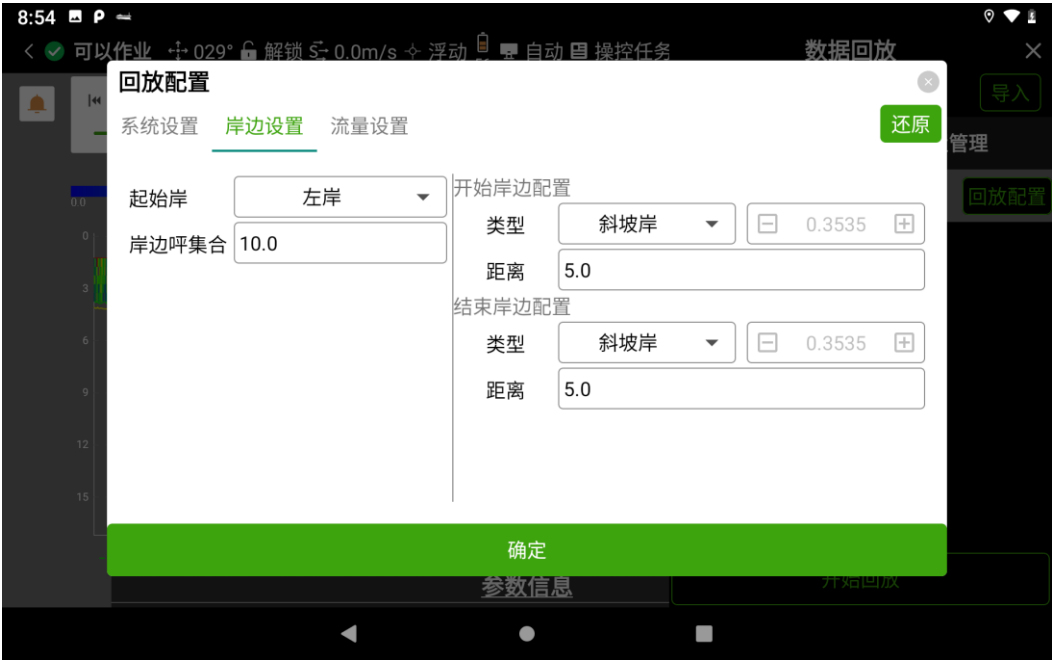 8:54
可以作业 029° 解锁 0.0m/s 浮动 自动 操控任务 数据回放
回放配置
导入
系统设置 岸边设置 流量设置 还原
管理
起始岸 左岸
岸边呼集合 10.0
开始岸边配置
类型 斜坡岸 0.3535
距离 5.0
结束岸边配置
类型 斜坡岸 0.3535
距离 5.0
回放配置
0.0
0
3
6
9
12
15
确定
参数信息
开始回放